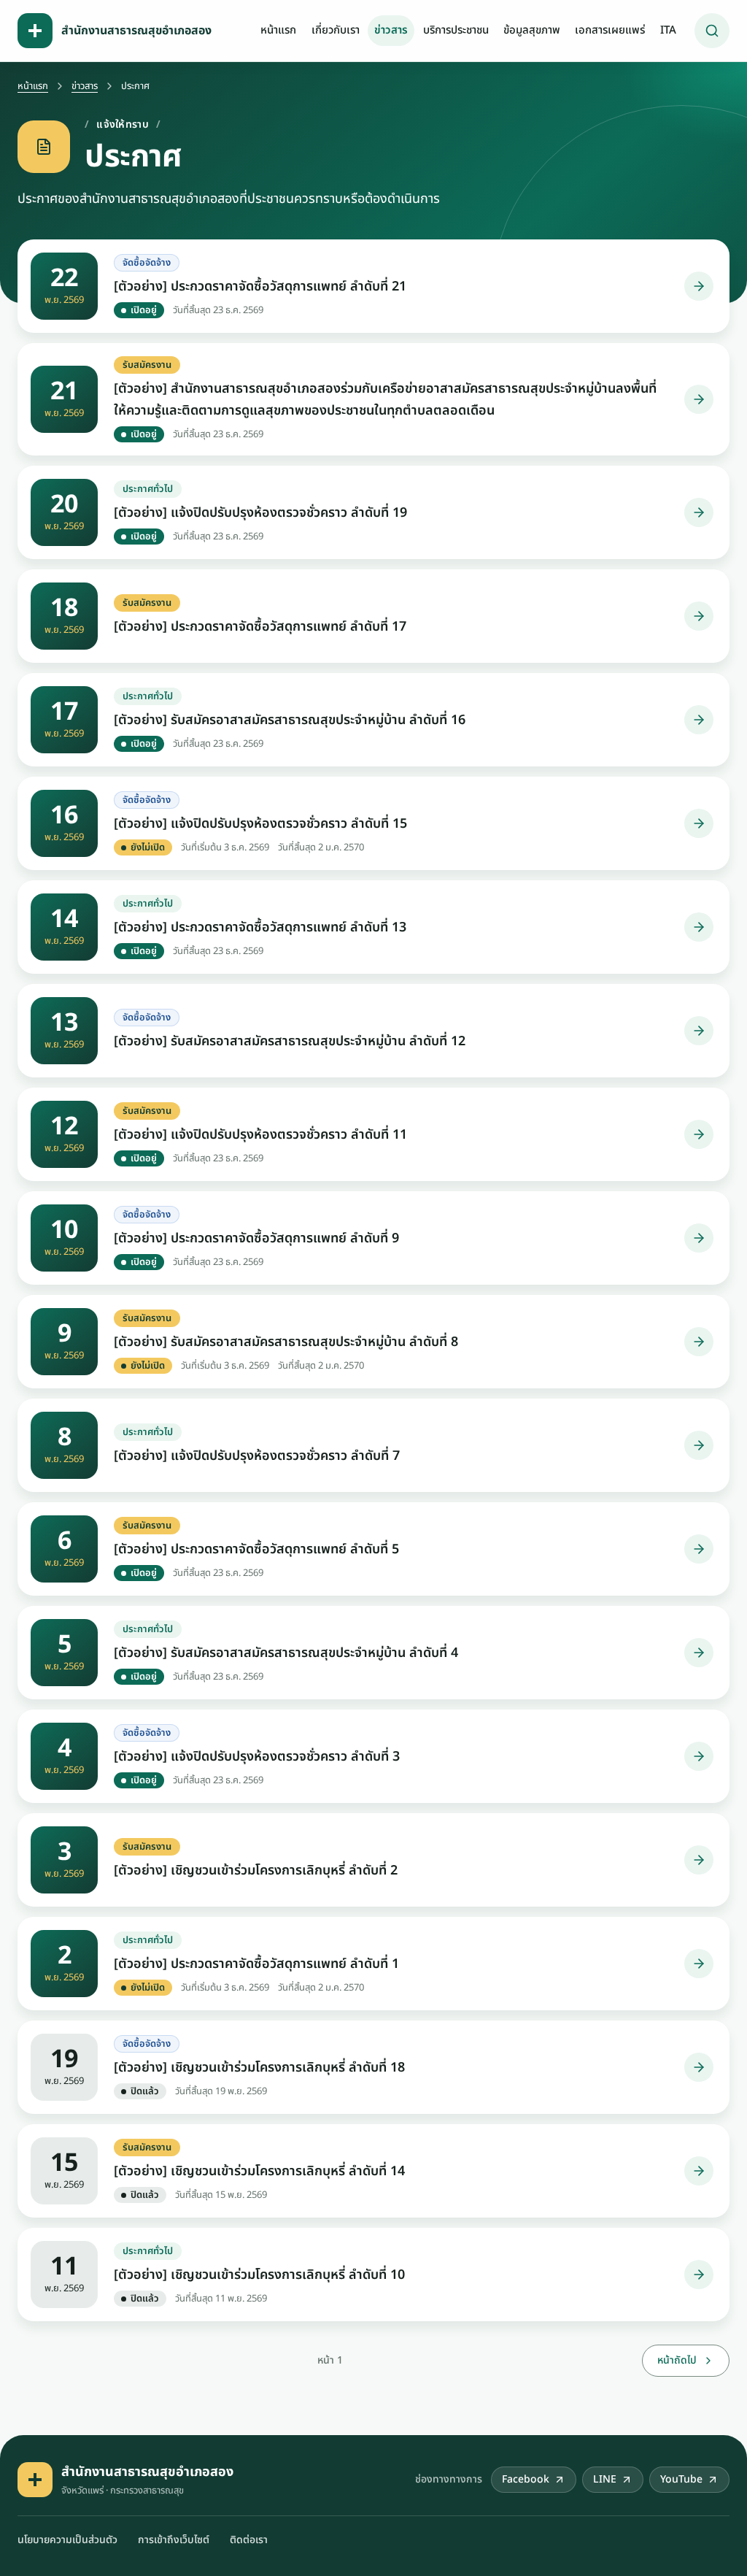 สำนักงานสาธารณสุขอำเภอสอง
หน้าแรก เกี่ยวกับเรา ข่าวสาร บริการประชาชน ข้อมูลสุขภาพ เอกสารเผยแพร่ ITA
หน้าแรก ข่าวสาร ประกาศ
/ แจ้งให้ทราบ /
ประกาศ
ประกาศของสำนักงานสาธารณสุขอำเภอสองที่ประชาชนควรทราบหรือต้องดำเนินการ
22
พ.ย. 2569
จัดซื้อจัดจ้าง
[ตัวอย่าง] ประกวดราคาจัดซื้อวัสดุการแพทย์ ลำดับที่ 21
เปิดอยู่ วันที่สิ้นสุด 23 ธ.ค. 2569
21
พ.ย. 2569
รับสมัครงาน
[ตัวอย่าง] สำนักงานสาธารณสุขอำเภอสองร่วมกับเครือข่ายอาสาสมัครสาธารณสุขประจำหมู่บ้านลงพื้นที่
ให้ความรู้และติดตามการดูแลสุขภาพของประชาชนในทุกตำบลตลอดเดือน
เปิดอยู่ วันที่สิ้นสุด 23 ธ.ค. 2569
20
พ.ย. 2569
ประกาศทั่วไป
[ตัวอย่าง] แจ้งปิดปรับปรุงห้องตรวจชั่วคราว ลำดับที่ 19
เปิดอยู่ วันที่สิ้นสุด 23 ธ.ค. 2569
18
พ.ย. 2569
รับสมัครงาน
[ตัวอย่าง] ประกวดราคาจัดซื้อวัสดุการแพทย์ ลำดับที่ 17
17
พ.ย. 2569
ประกาศทั่วไป
[ตัวอย่าง] รับสมัครอาสาสมัครสาธารณสุขประจำหมู่บ้าน ลำดับที่ 16
เปิดอยู่ วันที่สิ้นสุด 23 ธ.ค. 2569
16
พ.ย. 2569
จัดซื้อจัดจ้าง
[ตัวอย่าง] แจ้งปิดปรับปรุงห้องตรวจชั่วคราว ลำดับที่ 15
ยังไม่เปิด วันที่เริ่มต้น 3 ธ.ค. 2569 วันที่สิ้นสุด 2 ม.ค. 2570
14
พ.ย. 2569
ประกาศทั่วไป
[ตัวอย่าง] ประกวดราคาจัดซื้อวัสดุการแพทย์ ลำดับที่ 13
เปิดอยู่ วันที่สิ้นสุด 23 ธ.ค. 2569
13
พ.ย. 2569
จัดซื้อจัดจ้าง
[ตัวอย่าง] รับสมัครอาสาสมัครสาธารณสุขประจำหมู่บ้าน ลำดับที่ 12
12
พ.ย. 2569
รับสมัครงาน
[ตัวอย่าง] แจ้งปิดปรับปรุงห้องตรวจชั่วคราว ลำดับที่ 11
เปิดอยู่ วันที่สิ้นสุด 23 ธ.ค. 2569
10
พ.ย. 2569
จัดซื้อจัดจ้าง
[ตัวอย่าง] ประกวดราคาจัดซื้อวัสดุการแพทย์ ลำดับที่ 9
เปิดอยู่ วันที่สิ้นสุด 23 ธ.ค. 2569
9
พ.ย. 2569
รับสมัครงาน
[ตัวอย่าง] รับสมัครอาสาสมัครสาธารณสุขประจำหมู่บ้าน ลำดับที่ 8
ยังไม่เปิด วันที่เริ่มต้น 3 ธ.ค. 2569 วันที่สิ้นสุด 2 ม.ค. 2570
8
พ.ย. 2569
ประกาศทั่วไป
[ตัวอย่าง] แจ้งปิดปรับปรุงห้องตรวจชั่วคราว ลำดับที่ 7
6
พ.ย. 2569
รับสมัครงาน
[ตัวอย่าง] ประกวดราคาจัดซื้อวัสดุการแพทย์ ลำดับที่ 5
เปิดอยู่ วันที่สิ้นสุด 23 ธ.ค. 2569
5
พ.ย. 2569
ประกาศทั่วไป
[ตัวอย่าง] รับสมัครอาสาสมัครสาธารณสุขประจำหมู่บ้าน ลำดับที่ 4
เปิดอยู่ วันที่สิ้นสุด 23 ธ.ค. 2569
4
พ.ย. 2569
จัดซื้อจัดจ้าง
[ตัวอย่าง] แจ้งปิดปรับปรุงห้องตรวจชั่วคราว ลำดับที่ 3
เปิดอยู่ วันที่สิ้นสุด 23 ธ.ค. 2569
3
พ.ย. 2569
รับสมัครงาน
[ตัวอย่าง] เชิญชวนเข้าร่วมโครงการเลิกบุหรี่ ลำดับที่ 2
2
พ.ย. 2569
ประกาศทั่วไป
[ตัวอย่าง] ประกวดราคาจัดซื้อวัสดุการแพทย์ ลำดับที่ 1
ยังไม่เปิด วันที่เริ่มต้น 3 ธ.ค. 2569 วันที่สิ้นสุด 2 ม.ค. 2570
19
พ.ย. 2569
จัดซื้อจัดจ้าง
[ตัวอย่าง] เชิญชวนเข้าร่วมโครงการเลิกบุหรี่ ลำดับที่ 18
ปิดแล้ว วันที่สิ้นสุด 19 พ.ย. 2569
15
พ.ย. 2569
รับสมัครงาน
[ตัวอย่าง] เชิญชวนเข้าร่วมโครงการเลิกบุหรี่ ลำดับที่ 14
ปิดแล้ว วันที่สิ้นสุด 15 พ.ย. 2569
11
พ.ย. 2569
ประกาศทั่วไป
[ตัวอย่าง] เชิญชวนเข้าร่วมโครงการเลิกบุหรี่ ลำดับที่ 10
ปิดแล้ว วันที่สิ้นสุด 11 พ.ย. 2569
หน้า 1 หน้าถัดไป
สำนักงานสาธารณสุขอำเภอสอง
จังหวัดแพร่ · กระทรวงสาธารณสุข
ช่องทางทางการ Facebook LINE YouTube
นโยบายความเป็นส่วนตัว การเข้าถึงเว็บไซต์ ติดต่อเรา